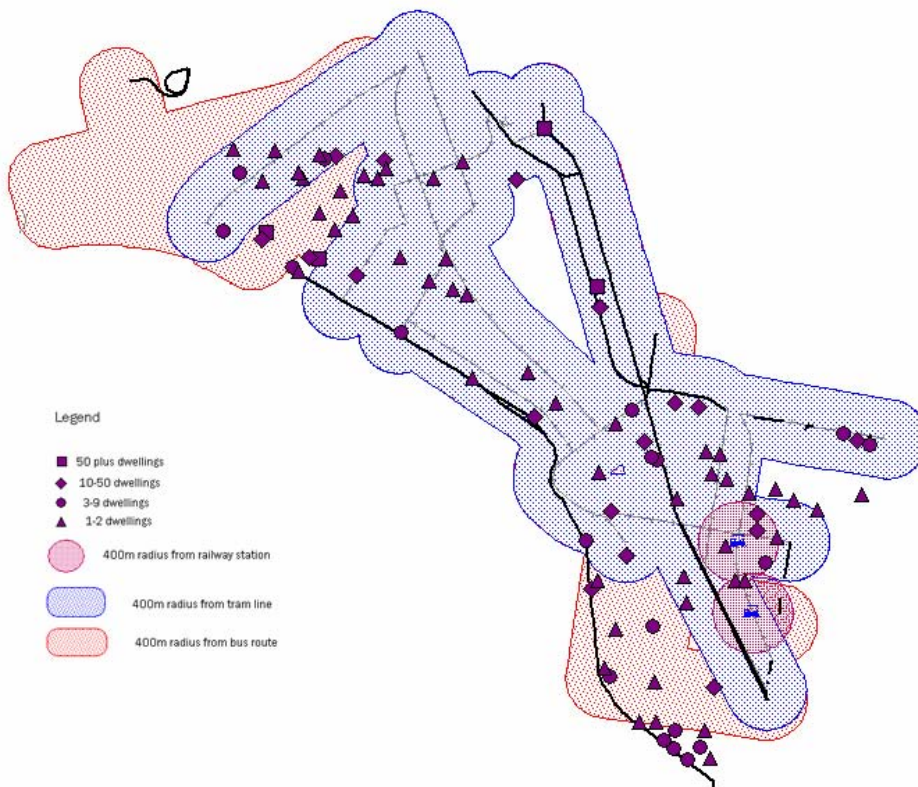 Legend
50 plus dwellings
10-50 dwellings
3-9 dwellings
1-2 dwellings
400m radius from railway station
400m radius from tram line
400m radius from bus route